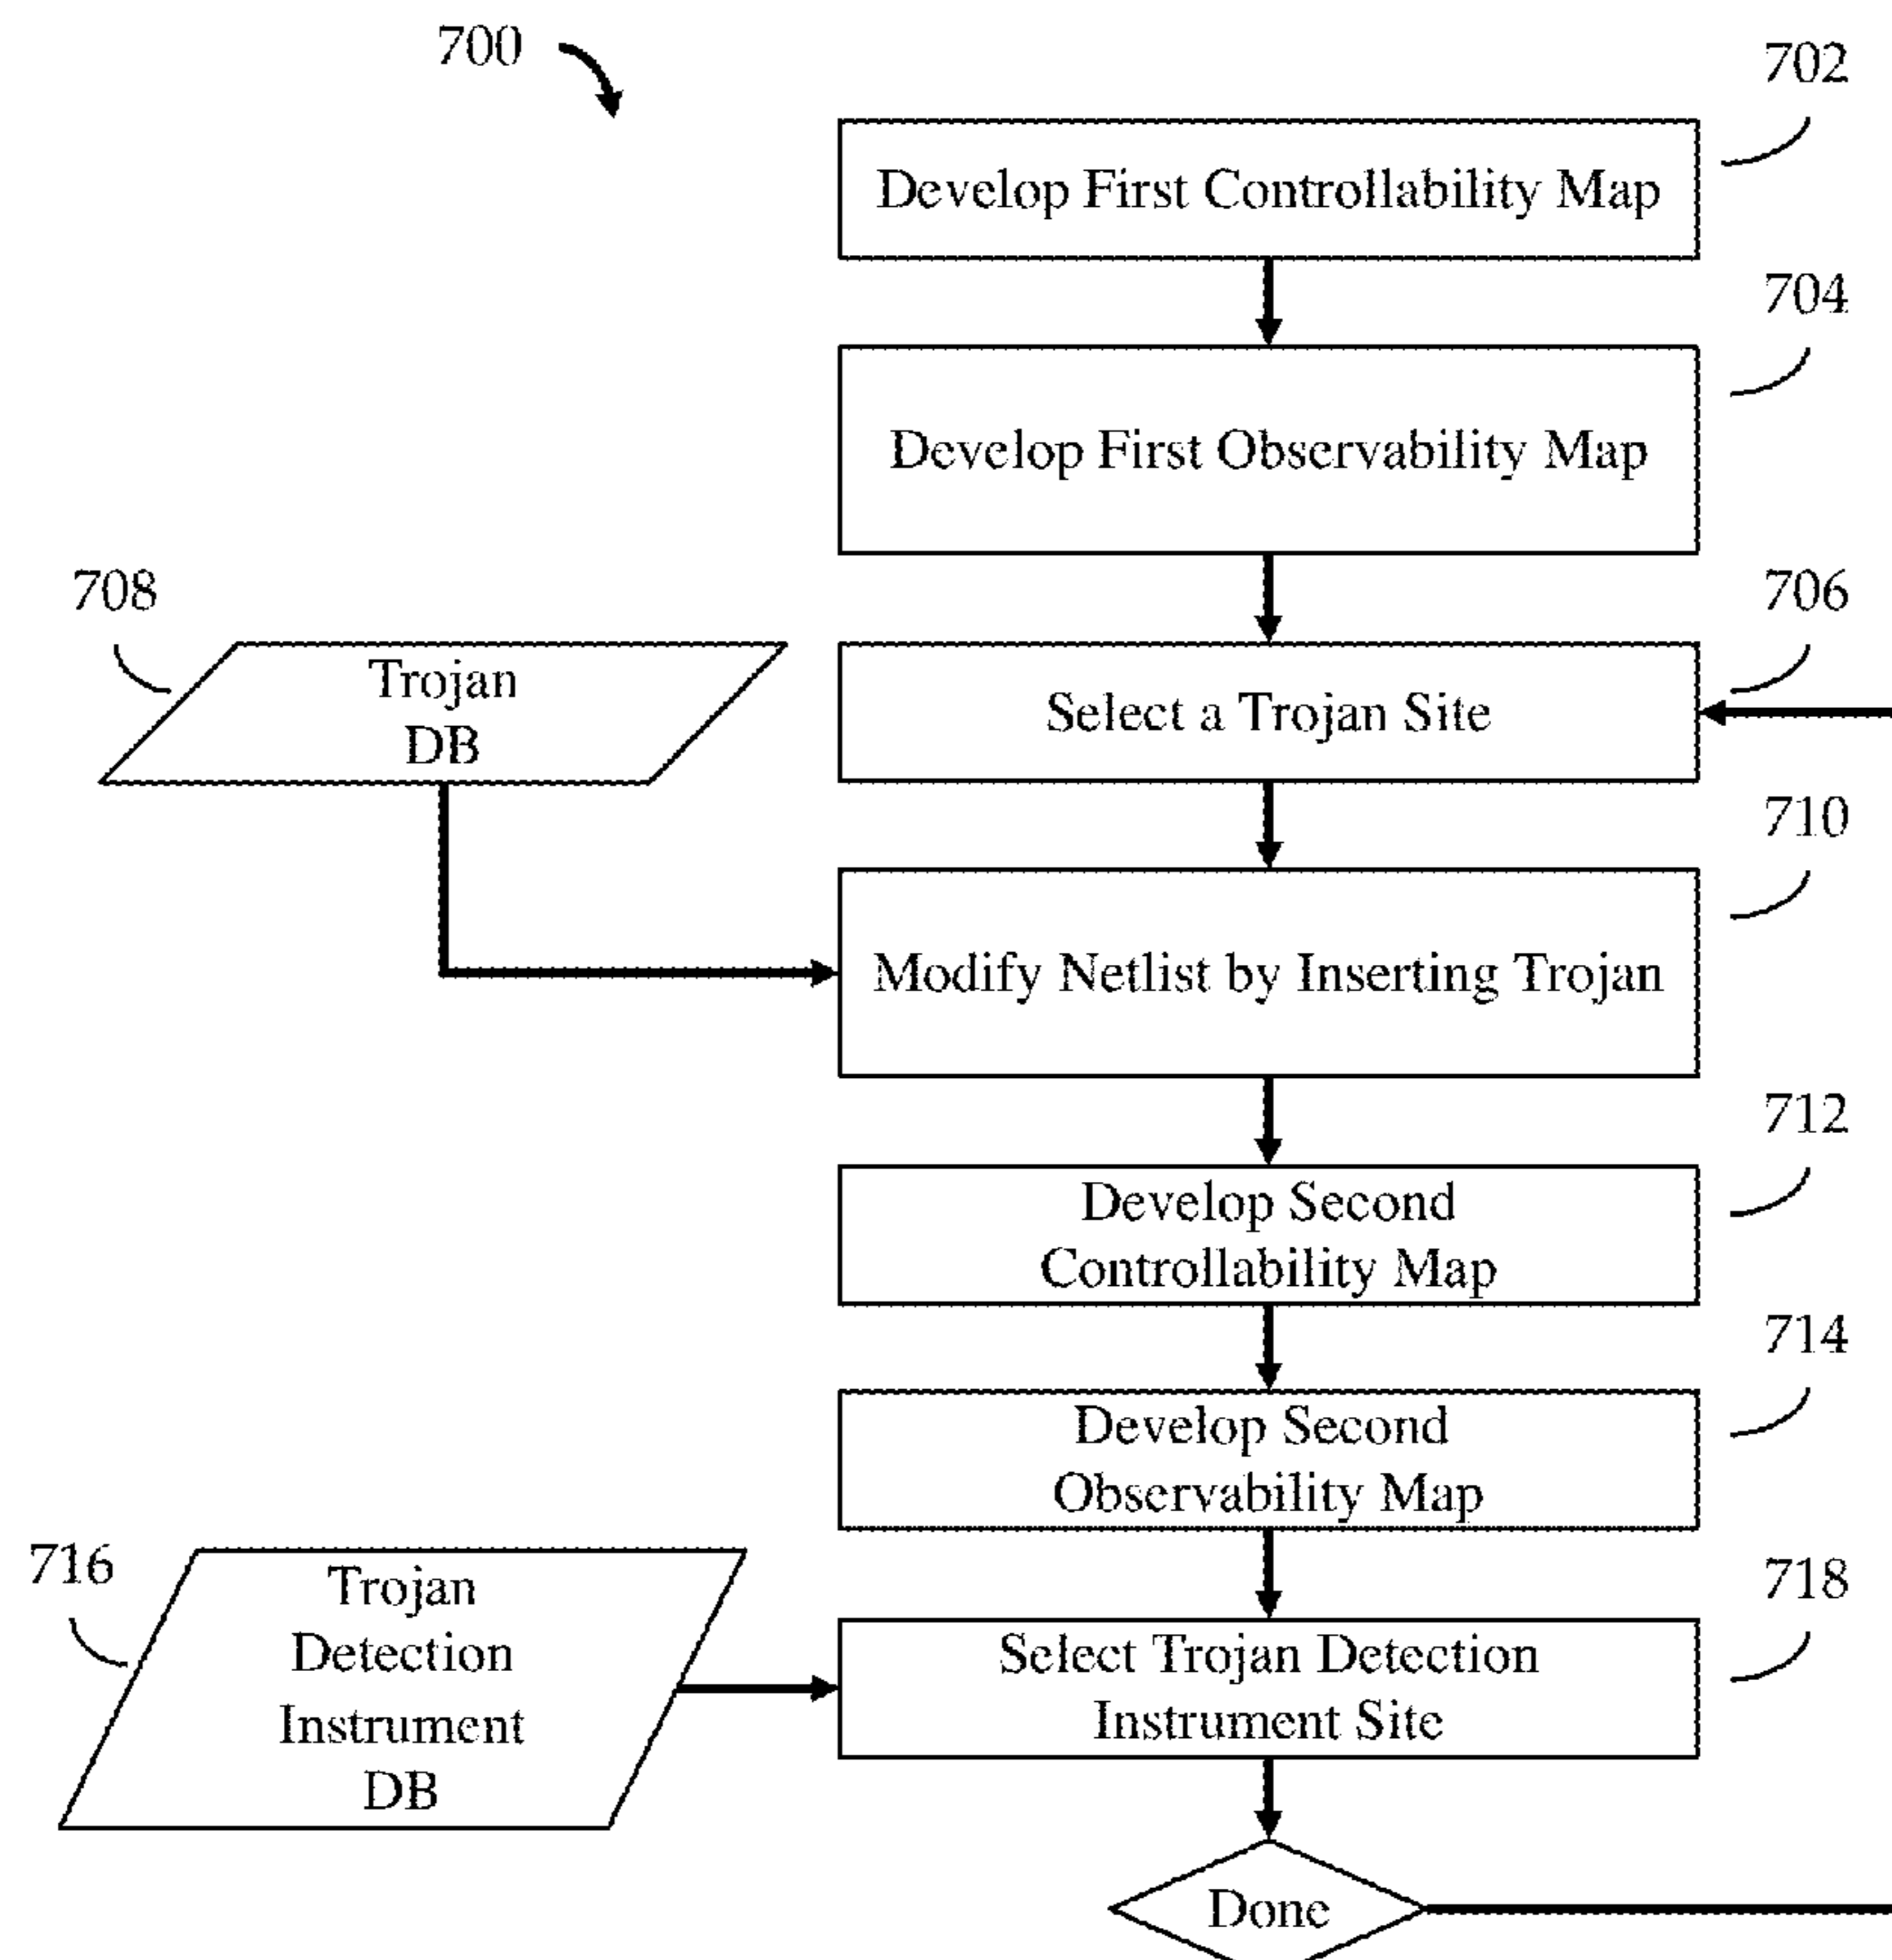 700
702
Develop First Controllability Map
704
Develop First Observability Map
708
706
Trojan
DB
Select a Trojan Site
710
Modify Netlist by Inserting Trojan
712
Develop Second
Controllability Map
714
Develop Second
Observability Map
716
718
Trojan
Detection
Instrument
DB
Select Trojan Detection
Instrument Site
Done